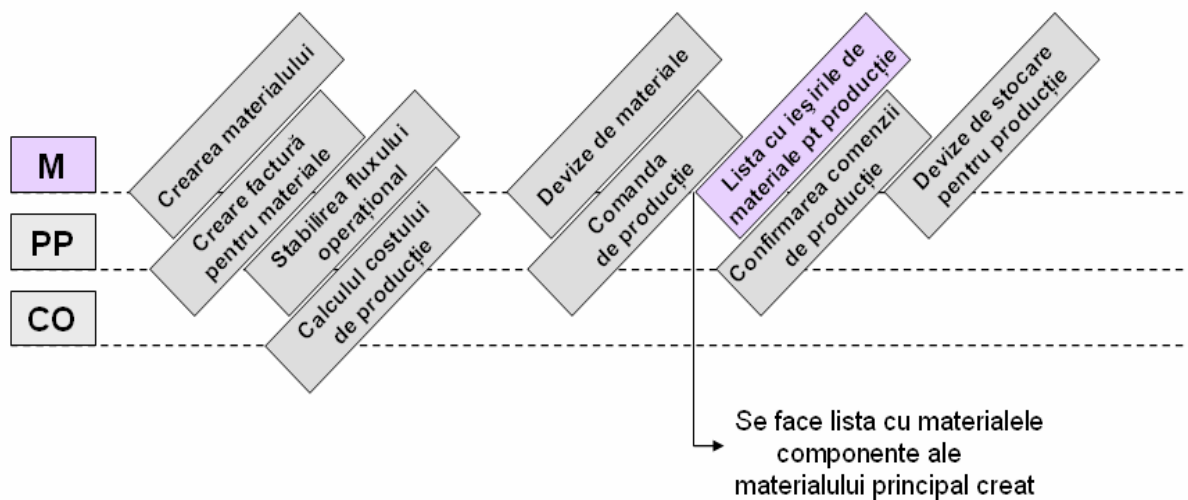 M
PP
CO
Crearea materialului
Creare factură
pentru materiale
Stabilirea fluxului
operațional
Calculul costului
de producție
Devize de materiale
Comanda
de producție
Lista cu ieșirile de
materiale pt producție
Confirmarea comenzii
de producție
Devize de stocare
pentru producție
Se face lista cu materialele
componente ale
materialului principal creat